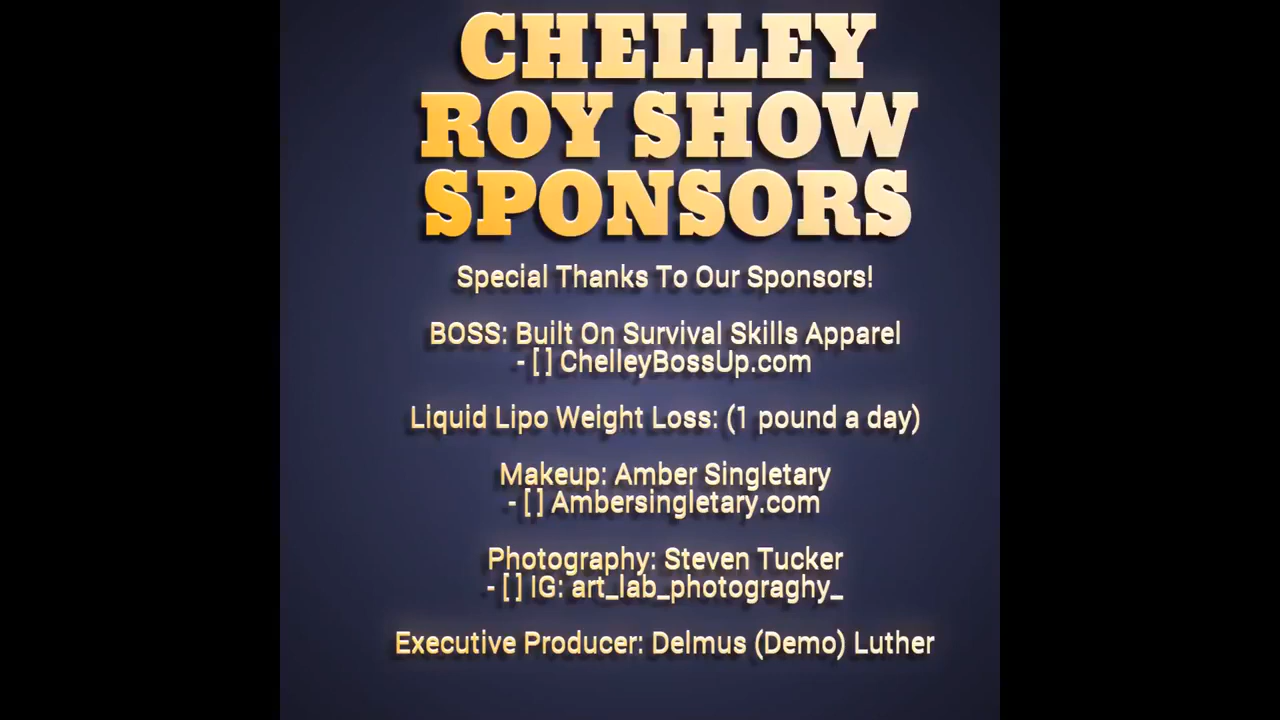 CHELLEY
ROY SHOW
SPONSORS
Special Thanks To Our Sponsors!
BOSS: Built On Survival Skills Apparel
- [ ] ChelleyBossUp.com
Liquid Lipo Weight Loss: (1 pound a day)
Makeup: Amber Singletary
- [ ] Ambersingletary.com
Photography: Steven Tucker
- [ ] IG: art_lab_photograghy_
Executive Producer: Delmus (Demo) Luther